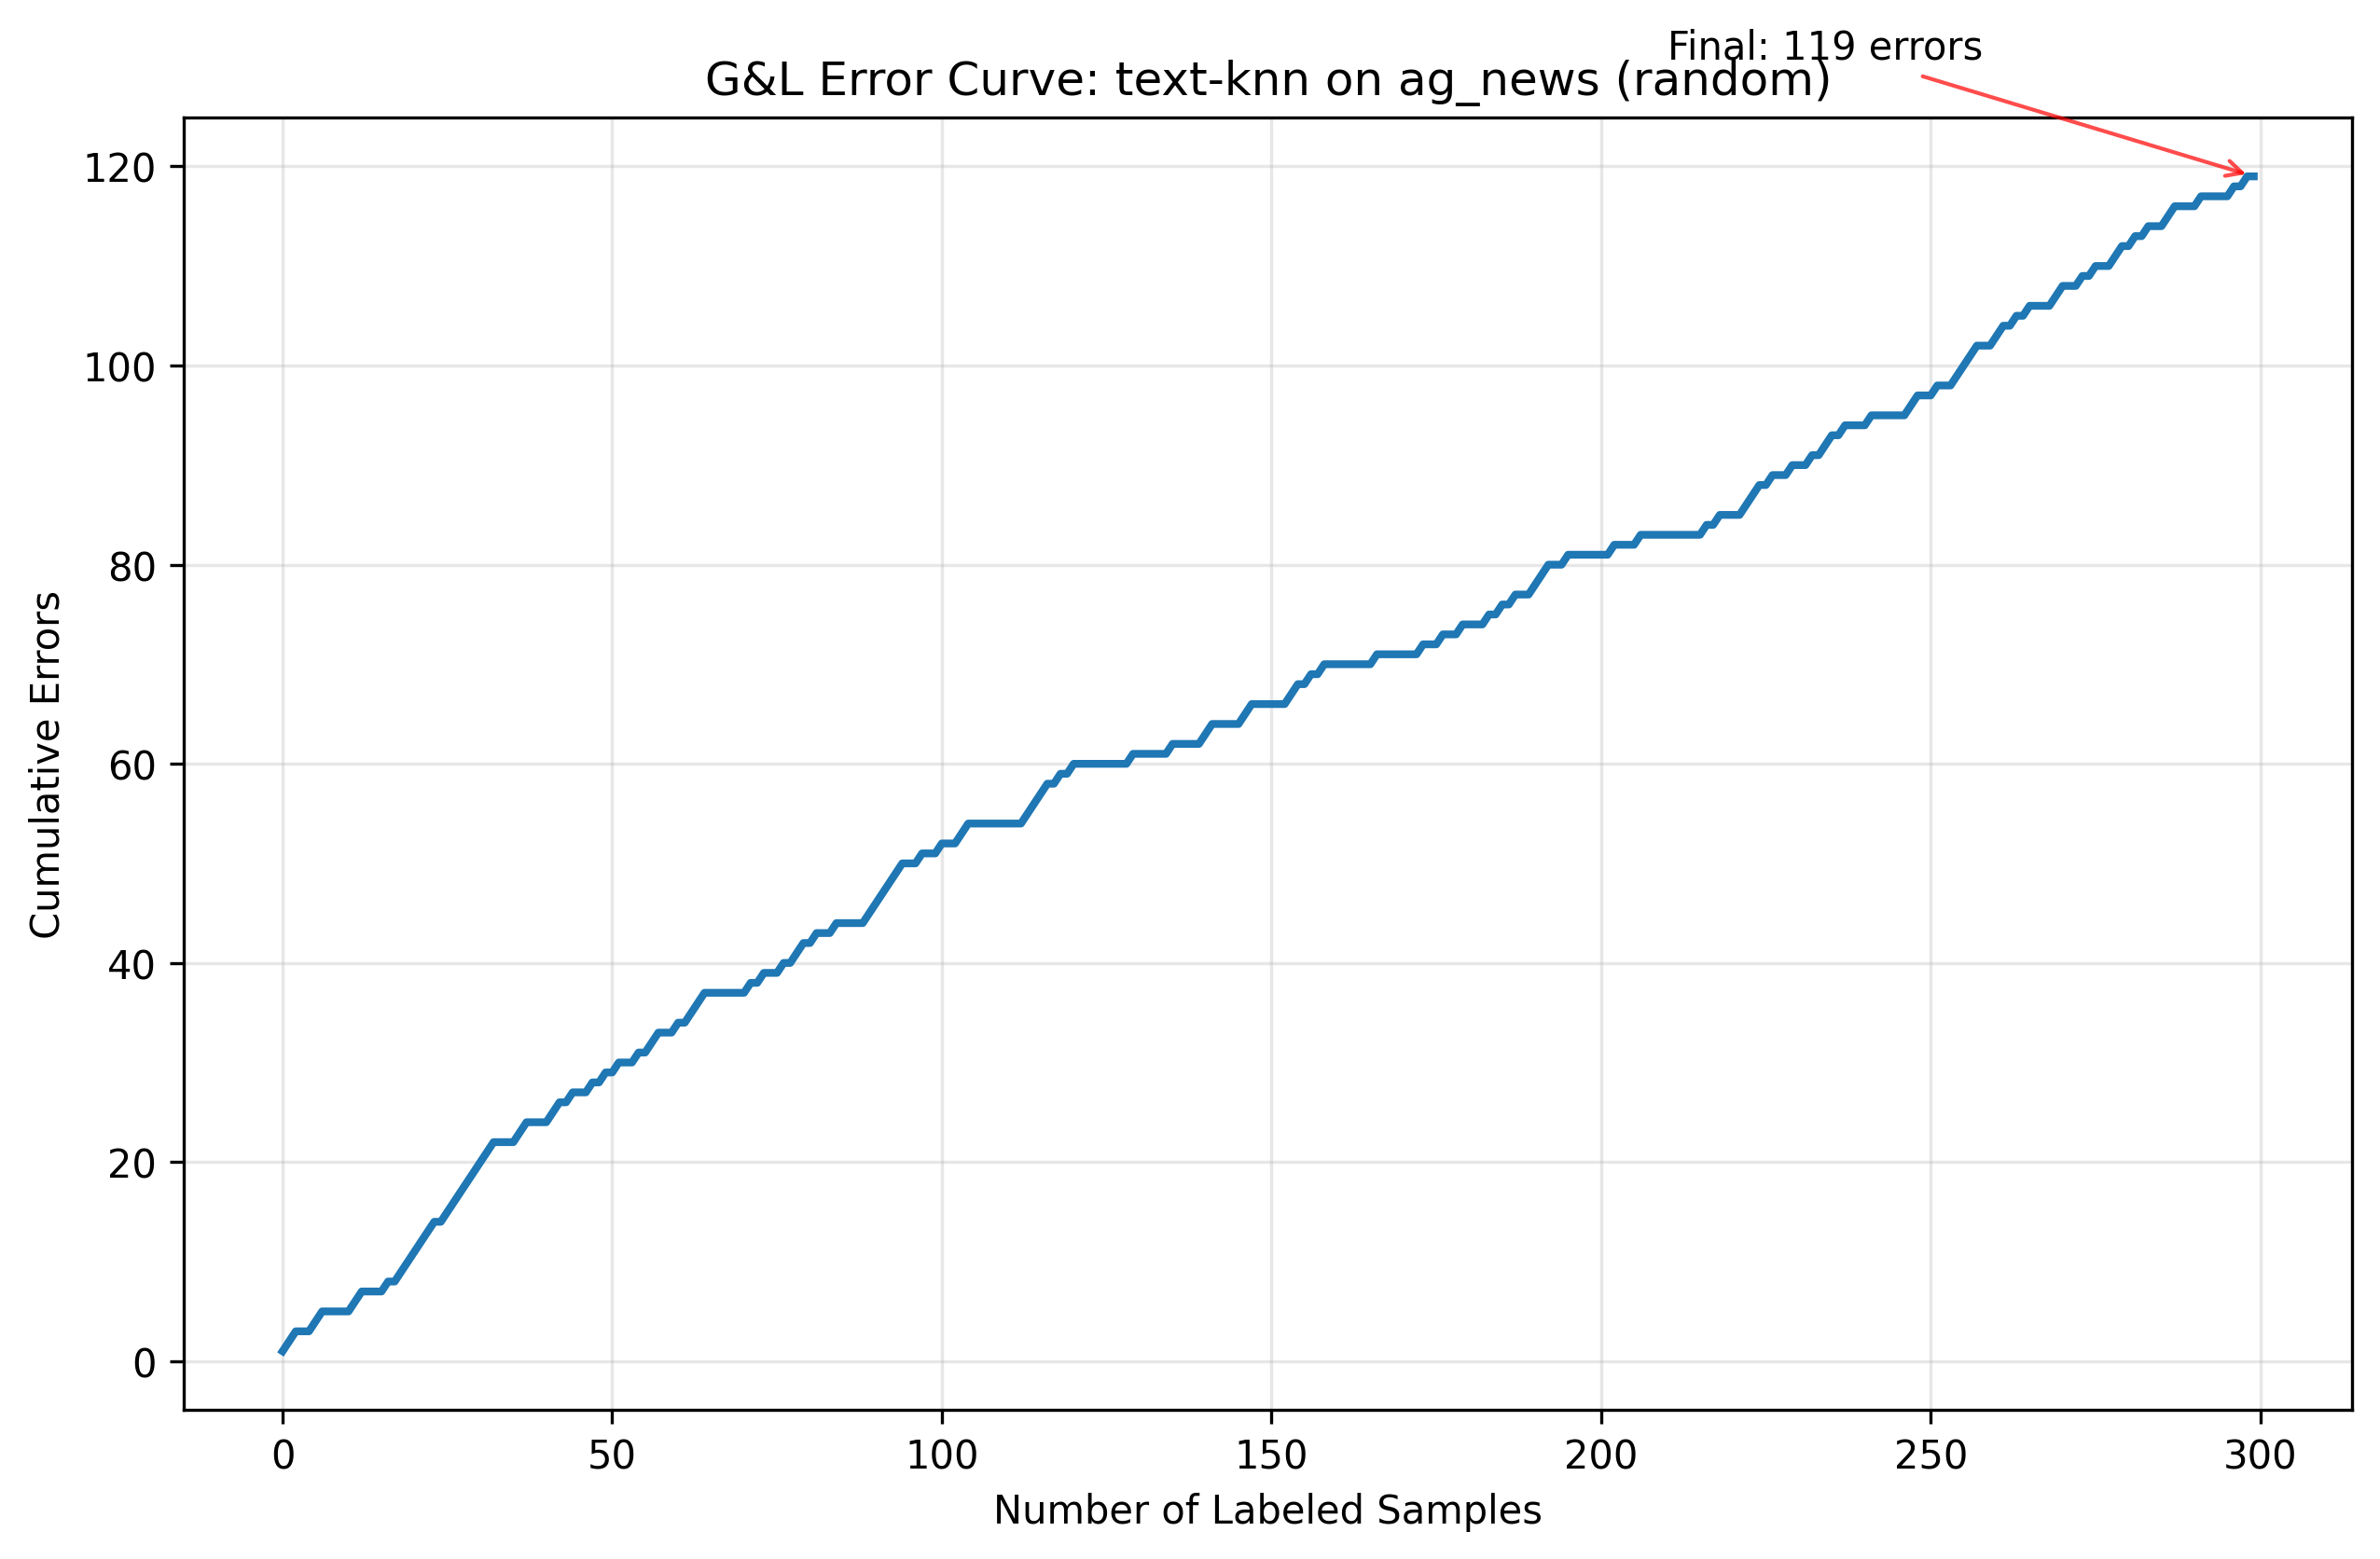 Final: 119 errors
G&L Error Curve: text-knn on ag_news (random)
120
100
80
60
40
20
0
Cumulative Errors
0 50 100 150 200 250 300
Number of Labeled Samples